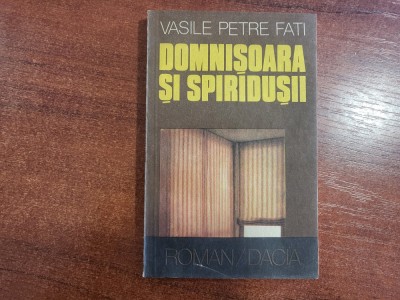 VASILE PETRE FATI
DOMNIȘOARA
ȘI SPIRIDUȘII
ROMAN/DACIA